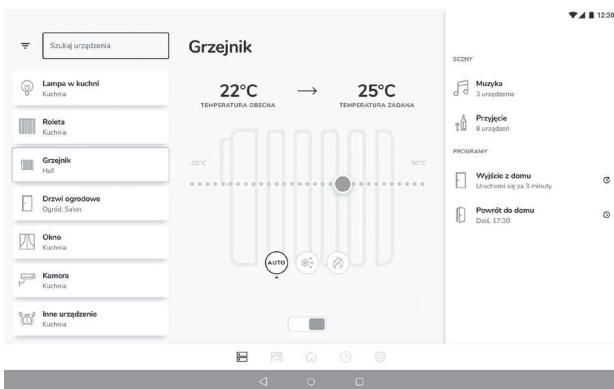 12:30
Szukaj urządzenia
Lampa w kuchni
Kuchnia
Roleta
Kuchnia
Grzejnik
Hall
Drzwi ogrodowe
Ogród, Salon
Okno
Kuchnia
Kamera
Kuchnia
Inne urządzenie
Kuchnia
Grzejnik
22°C
TEMPERATURA OBECNA
25°C
TEMPERATURA ŻĄDANA
-20°C
50°C
AUTO
SCENY
Muzyka
3 urządzenia
Przyjęcie
8 urządzeń
PROGRAMY
Wyjście z domu
Uruchomi się za 3 minuty
Powrót do domu
Dziś, 17:30